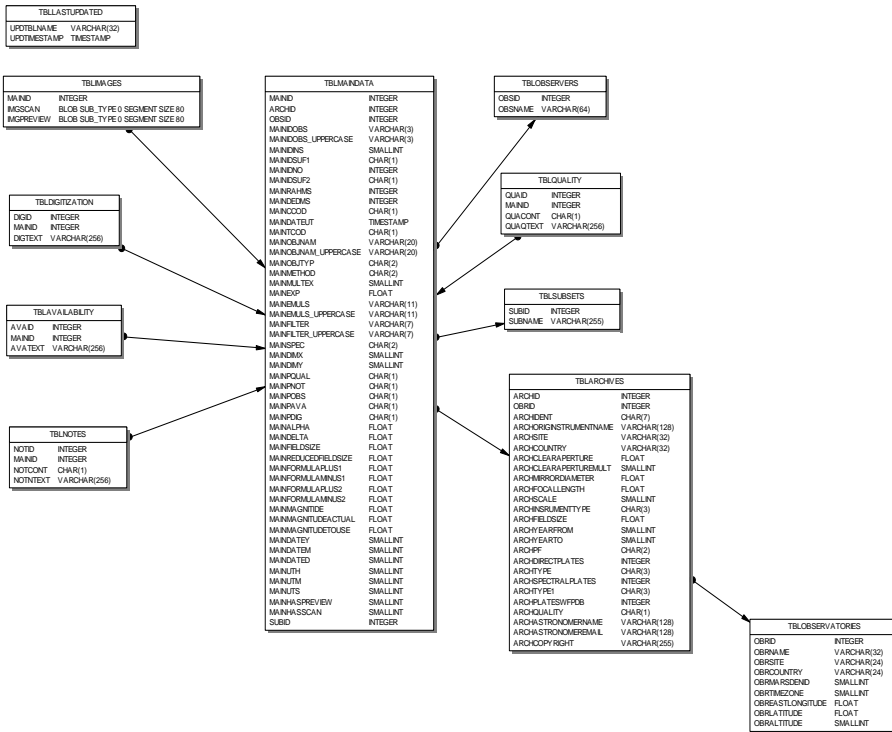 TBLLASTUPDATED
UPDTBLNAME VARCHAR(32)
UPDTIMESTAMP TIMESTAMP
TBLIMAGES
MAINID INTEGER
IMGSCAN BLOB SUB_TYPE 0 SEGMENT SIZE 80
IMGPREVIEW BLOB SUB_TYPE 0 SEGMENT SIZE 80
TBLDIGITIZATION
DIGID INTEGER
MAINID INTEGER
DIGTEXT VARCHAR(256)
TBLAVAILABILITY
AVAID INTEGER
MAINID INTEGER
AVATEXT VARCHAR(256)
TBLNOTES
NOTID INTEGER
MAINID INTEGER
NOTCONT CHAR(1)
NOTNTEXT VARCHAR(256)
TBLMAINDATA
MAINID INTEGER
ARCHID INTEGER
OBSID INTEGER
MAINIDOBS VARCHAR(3)
MAINIDOBS_UPPERCASE VARCHAR(3)
MAINIDINS SMALLINT
MAINIDSUF1 CHAR(1)
MAINIDNO INTEGER
MAINIDSUF2 CHAR(1)
MAINRAHMS INTEGER
MAINDEDMS INTEGER
MAINCCOD CHAR(1)
MAINDATEUT TIMESTAMP
MAINTCOD CHAR(1)
MAINOBJNAM VARCHAR(20)
MAINOBJNAM_UPPERCASE VARCHAR(20)
MAINOBJTYP CHAR(2)
MAINMETHOD CHAR(2)
MAINMULTEX SMALLINT
MAINEXP FLOAT
MAINEMULS VARCHAR(11)
MAINEMULS_UPPERCASE VARCHAR(11)
MAINFILTER VARCHAR(7)
MAINFILTER_UPPERCASE VARCHAR(7)
MAINSPEC CHAR(2)
MAINDIMX SMALLINT
MAINDIMY SMALLINT
MAINPQUAL CHAR(1)
MAINPNOT CHAR(1)
MAINPOBS CHAR(1)
MAINPAVA CHAR(1)
MAINPDIG CHAR(1)
MAINALPHA FLOAT
MAINDELTA FLOAT
MAINFIELDSIZE FLOAT
MAINREDUCEDFIELDSIZE FLOAT
MAINFORMULAPLUS1 FLOAT
MAINFORMULAMINUS1 FLOAT
MAINFORMULAPLUS2 FLOAT
MAINFORMULAMINUS2 FLOAT
MAINMAGNITIDE FLOAT
MAINMAGNITUDEACTUAL FLOAT
MAINMAGNITUDETOUSE FLOAT
MAINDATEY SMALLINT
MAINDATEM SMALLINT
MAINDATED SMALLINT
MAINUTH SMALLINT
MAINUTM SMALLINT
MAINUTS SMALLINT
MAINHASPREVIEW SMALLINT
MAINHASSCAN SMALLINT
SUBID INTEGER
TBLOBSERVERS
OBSID INTEGER
OBSNAME VARCHAR(64)
TBLQUALITY
QUAID INTEGER
MAINID INTEGER
QUACONT CHAR(1)
QUAQTEXT VARCHAR(256)
TBLSUBSETS
SUBID INTEGER
SUBNAME VARCHAR(255)
TBLARCHIVES
ARCHID INTEGER
OBRID INTEGER
ARCHIDENT CHAR(7)
ARCHORIGINSTRUMENTNAME VARCHAR(128)
ARCHSITE VARCHAR(32)
ARCHCOUNTRY VARCHAR(32)
ARCHCLEARAPERTURE FLOAT
ARCHCLEARAPERTUREMULT SMALLINT
ARCHMIRRORDIAMETER FLOAT
ARCHFOCALLENGTH FLOAT
ARCHSCALE SMALLINT
ARCHINSRUMENTTYPE CHAR(3)
ARCHFIELDSIZE FLOAT
ARCHYEARFROM SMALLINT
ARCHYEARTO SMALLINT
ARCHPF CHAR(2)
ARCHDIRECTPLATES INTEGER
ARCHTYPE CHAR(3)
ARCHSPECTRALPLATES INTEGER
ARCHTYPE1 CHAR(3)
ARCHPLATESWFPDB INTEGER
ARCHQUALITY CHAR(1)
ARCHASTRONOMERNAME VARCHAR(128)
ARCHASTRONOMEREMAIL VARCHAR(128)
ARCHCOPYRIGHT VARCHAR(255)
TBLOBSERVATORIES
OBRID INTEGER
OBRNAME VARCHAR(32)
OBRSITE VARCHAR(24)
OBRCOUNTRY VARCHAR(24)
OBRMARSDENID SMALLINT
OBRTIMEZONE SMALLINT
OBREASTLONGITUDE FLOAT
OBRLATITUDE FLOAT
OBRALTITUDE SMALLINT